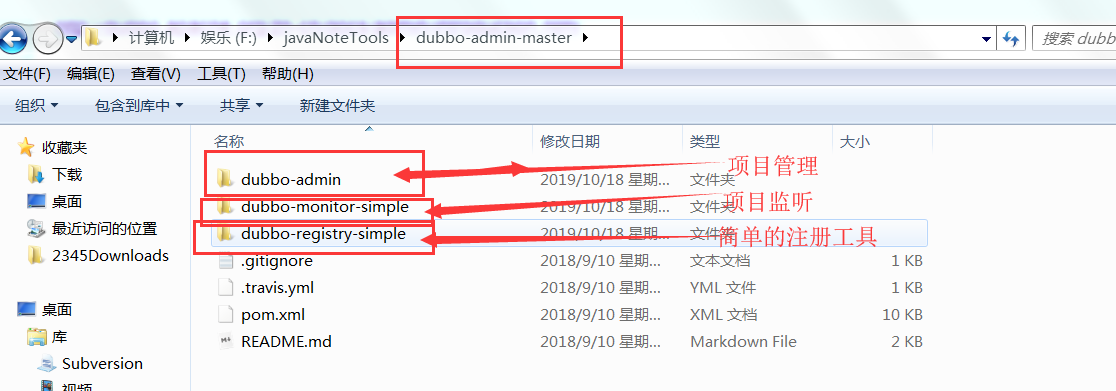 计算机 娱乐 (F:) javaNoteTools dubbo-admin-master 搜索 dubb
文件(F) 编辑(E) 查看(V) 工具(T) 帮助(H)
组织 包含到库中 共享 新建文件夹
收藏夹
下载
桌面
最近访问的位置
2345Downloads
桌面
库
Subversion
视频
名称 修改日期 类型 大小
dubbo-admin 2019/10/18 星期... 文件夹 项目管理
dubbo-monitor-simple 2019/10/18 星期... 文件夹 项目监听
dubbo-registry-simple 2019/10/18 星期... 文件 简单的注册工具
.gitignore 2018/9/10 星期... 文本文档 1 KB
.travis.yml 2018/9/10 星期... YML 文件 1 KB
pom.xml 2018/9/10 星期... XML 文档 10 KB
README.md 2018/9/10 星期... Markdown File 2 KB